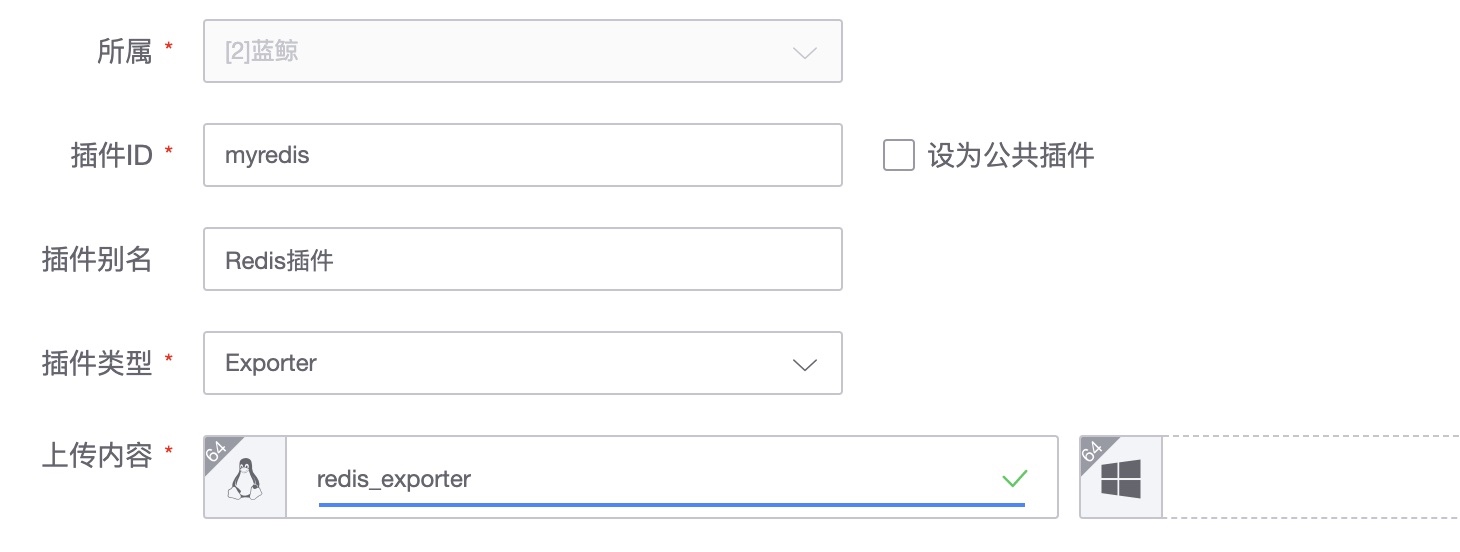 所属 * [2]蓝鲸
插件ID * myredis 设为公共插件
插件别名 Redis插件
插件类型 * Exporter
上传内容 * 64 redis_exporter 64